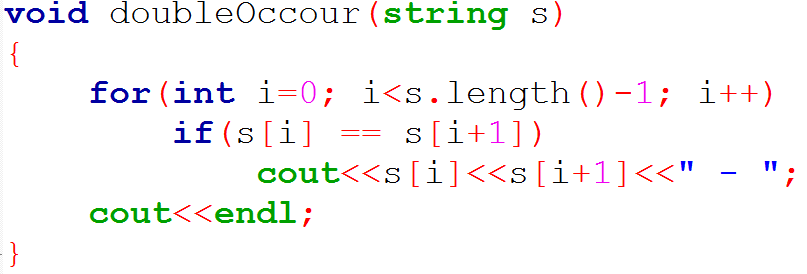 void doubleOccour(string s)
{
    for(int i=0; i<s.length()-1; i++)
        if(s[i] == s[i+1])
            cout<<s[i]<<s[i+1]<<" - ";
    cout<<endl;
}